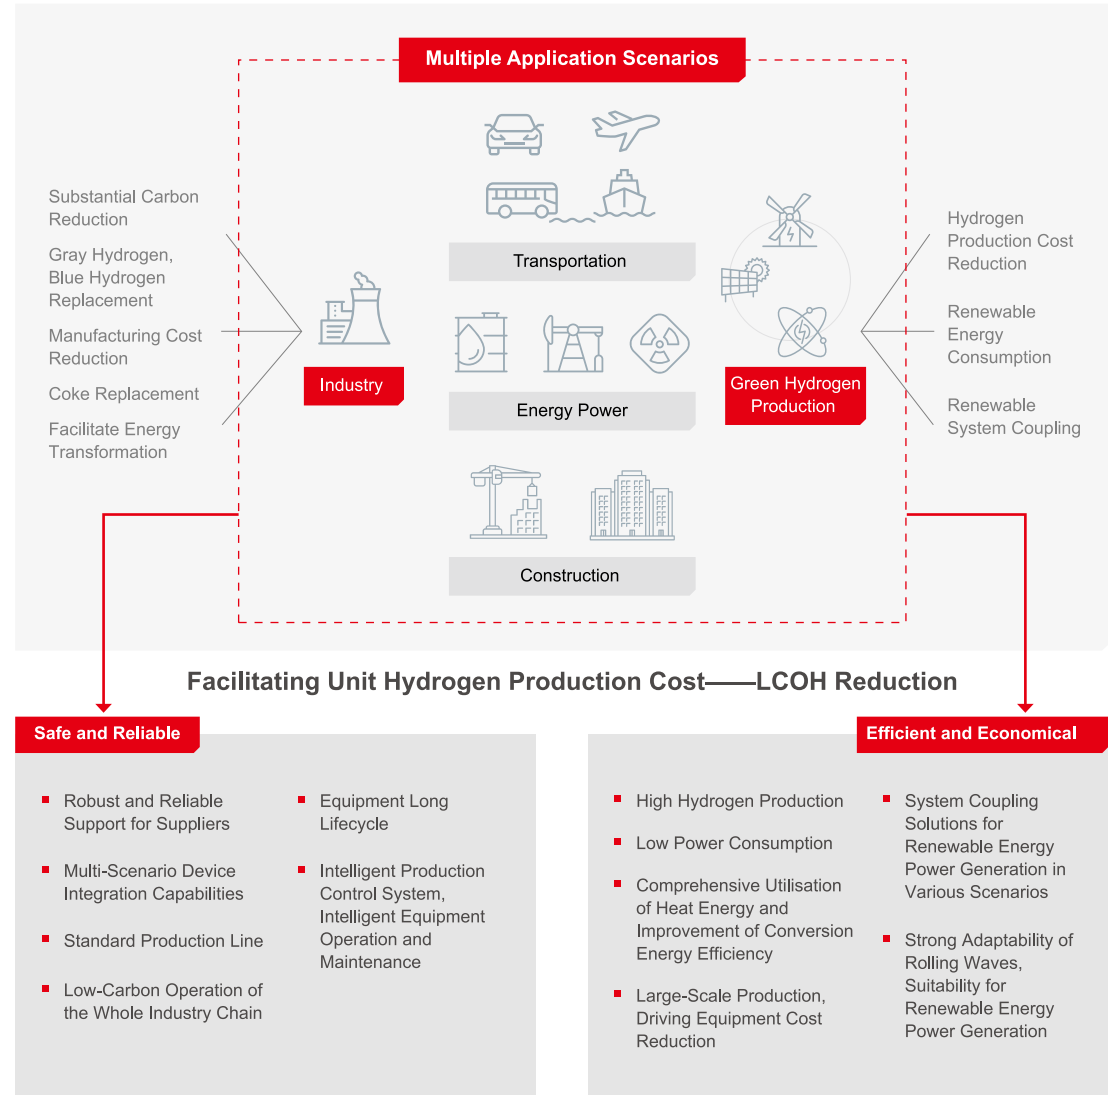 Multiple Application Scenarios
Substantial Carbon
Reduction
Gray Hydrogen,
Blue Hydrogen
Replacement
Manufacturing Cost
Reduction
Coke Replacement
Facilitate Energy
Transformation
Industry
Transportation
Energy Power
Construction
Green Hydrogen
Production
Hydrogen
Production Cost
Reduction
Renewable
Energy
Consumption
Renewable
System Coupling
Facilitating Unit Hydrogen Production Cost——LCOH Reduction
Safe and Reliable
Robust and Reliable
Support for Suppliers
Multi-Scenario Device
Integration Capabilities
Standard Production Line
Low-Carbon Operation of
the Whole Industry Chain
Equipment Long
Lifecycle
Intelligent Production
Control System,
Intelligent Equipment
Operation and
Maintenance
Efficient and Economical
High Hydrogen Production
Low Power Consumption
Comprehensive Utilisation
of Heat Energy and
Improvement of Conversion
Energy Efficiency
Large-Scale Production,
Driving Equipment Cost
Reduction
System Coupling
Solutions for
Renewable Energy
Power Generation in
Various Scenarios
Strong Adaptability of
Rolling Waves,
Suitability for
Renewable Energy
Power Generation